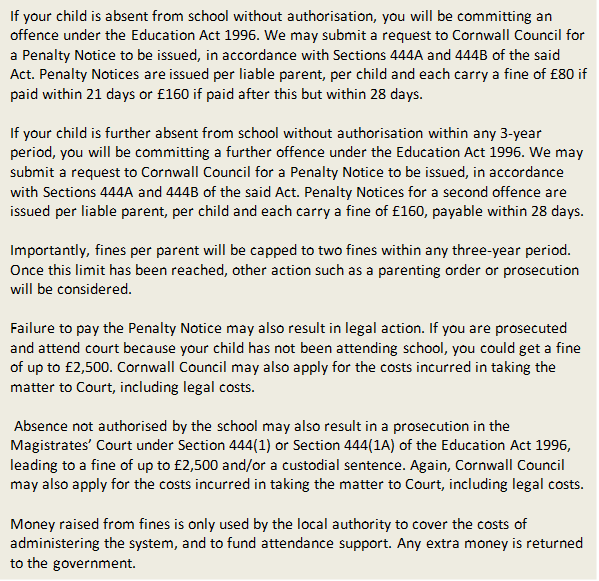 If your child is absent from school without authorisation, you will be committing an
offence under the Education Act 1996. We may submit a request to Cornwall Council for
a Penalty Notice to be issued, in accordance with Sections 444A and 444B of the said
Act. Penalty Notices are issued per liable parent, per child and each carry a fine of £80 if
paid within 21 days or £160 if paid after this but within 28 days.

If your child is further absent from school without authorisation within any 3-year
period, you will be committing a further offence under the Education Act 1996. We may
submit a request to Cornwall Council for a Penalty Notice to be issued, in accordance
with Sections 444A and 444B of the said Act. Penalty Notices for a second offence are
issued per liable parent, per child and each carry a fine of £160, payable within 28 days.

Importantly, fines per parent will be capped to two fines within any three-year period.
Once this limit has been reached, other action such as a parenting order or prosecution
will be considered.

Failure to pay the Penalty Notice may also result in legal action. If you are prosecuted
and attend court because your child has not been attending school, you could get a fine
of up to £2,500. Cornwall Council may also apply for the costs incurred in taking the
matter to Court, including legal costs.

Absence not authorised by the school may also result in a prosecution in the
Magistrates’ Court under Section 444(1) or Section 444(1A) of the Education Act 1996,
leading to a fine of up to £2,500 and/or a custodial sentence. Again, Cornwall Council
may also apply for the costs incurred in taking the matter to Court, including legal costs.

Money raised from fines is only used by the local authority to cover the costs of
administering the system, and to fund attendance support. Any extra money is returned
to the government.